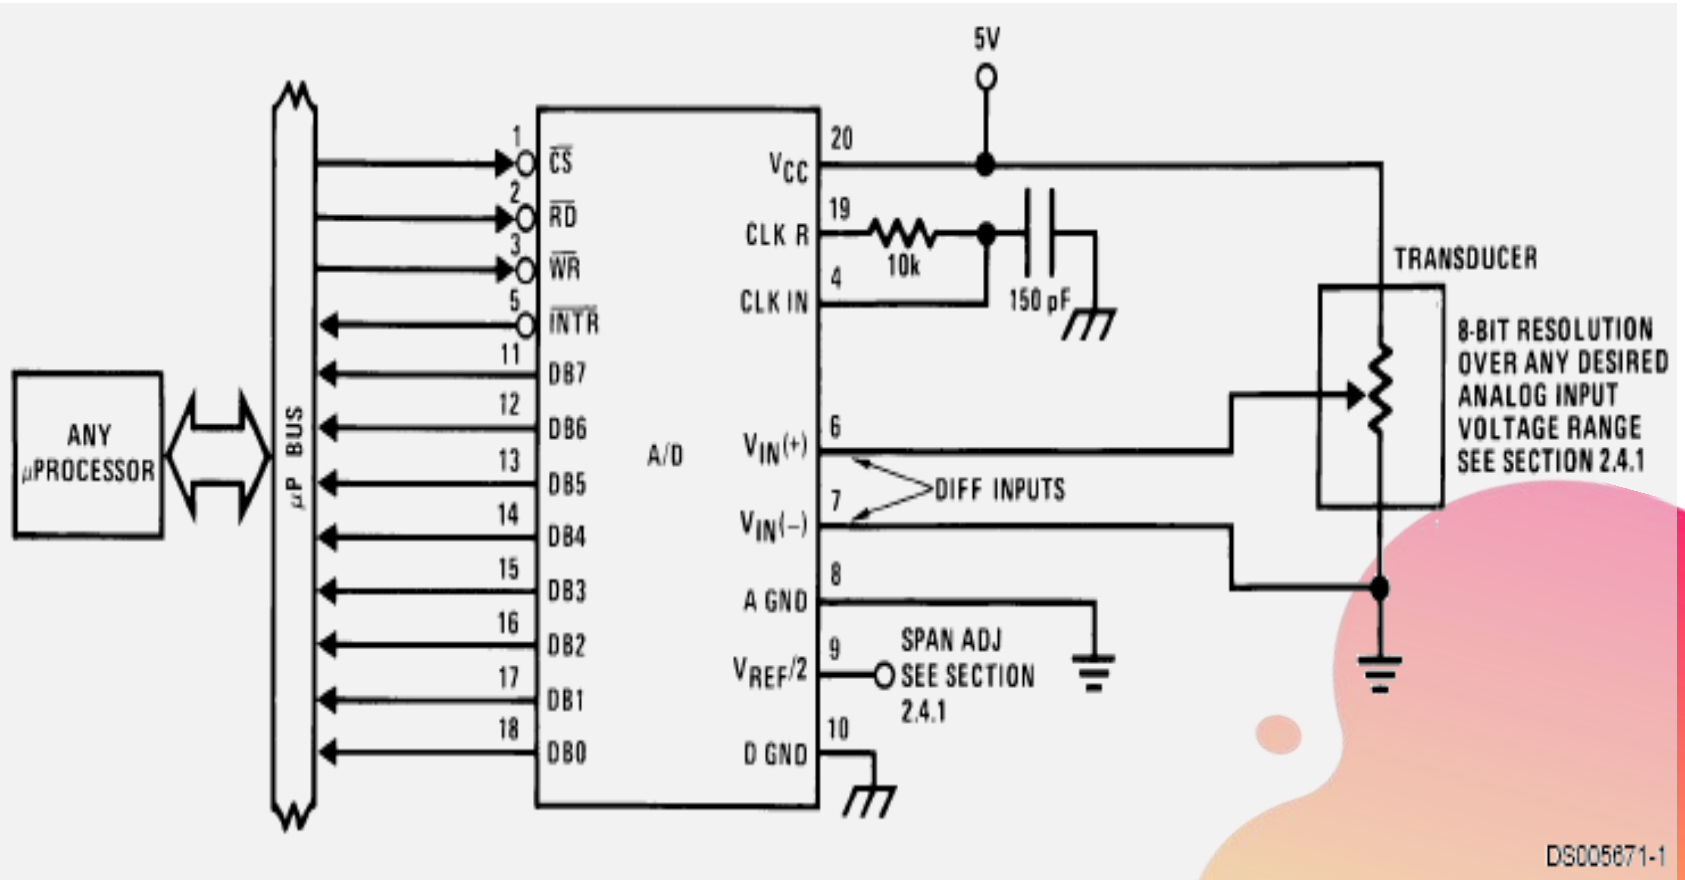 5V
1
CS
2
RD
3
WR
5
INTR
11
DB7
12
DB6
13
DB5
14
DB4
15
DB3
16
DB2
17
DB1
18
DB0
ANY
μPROCESSOR
μP BUS
A/D
20
VCC
19
CLK R
10k
4
CLK IN
150 pF
6
VIN(+)
DIFF INPUTS
7
VIN(−)
8
A GND
9
VREF/2
SPAN ADJ
SEE SECTION
2.4.1
10
D GND
TRANSDUCER
8-BIT RESOLUTION
OVER ANY DESIRED
ANALOG INPUT
VOLTAGE RANGE
SEE SECTION 2.4.1
DS005671-1